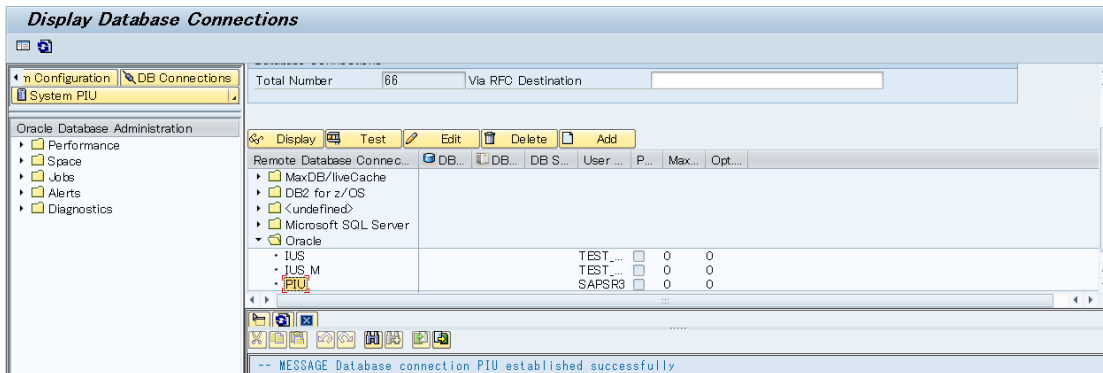 Display Database Connections
n Configuration DB Connections
System PIU
Oracle Database Administration
Performance
Space
Jobs
Alerts
Diagnostics
Total Number 66 Via RFC Destination
Display Test Edit Delete Add
Remote Database Connec... DB... DB... DB S... User ... P... Max... Opt...
MaxDB/liveCache
DB2 for z/OS
<undefined>
Microsoft SQL Server
Oracle
IUS TEST_... 0 0
IUS_M TEST_... 0 0
PIU SAPSR3 0 0
-- MESSAGE Database connection PIU established successfully